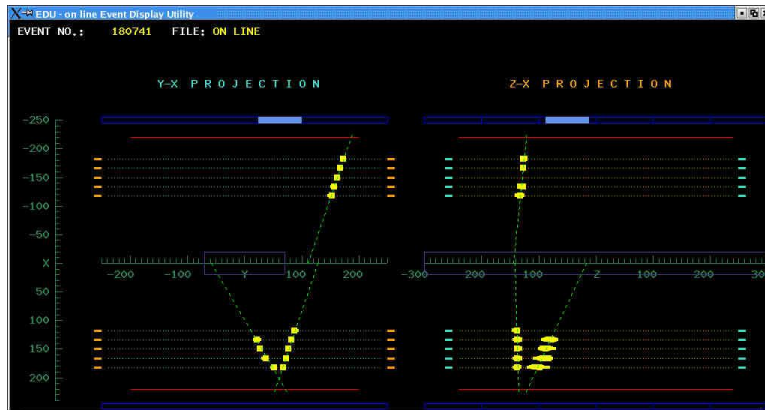 EDU - on line Event Display Utility
EVENT NO.: 180741 FILE: ON LINE
Y-X PROJECTION Z-X PROJECTION
-250
-200
-150
-100
-50
X
-200 -100 Y 100 200 -300 -200 -100 Z 100 200
50
100
150
200